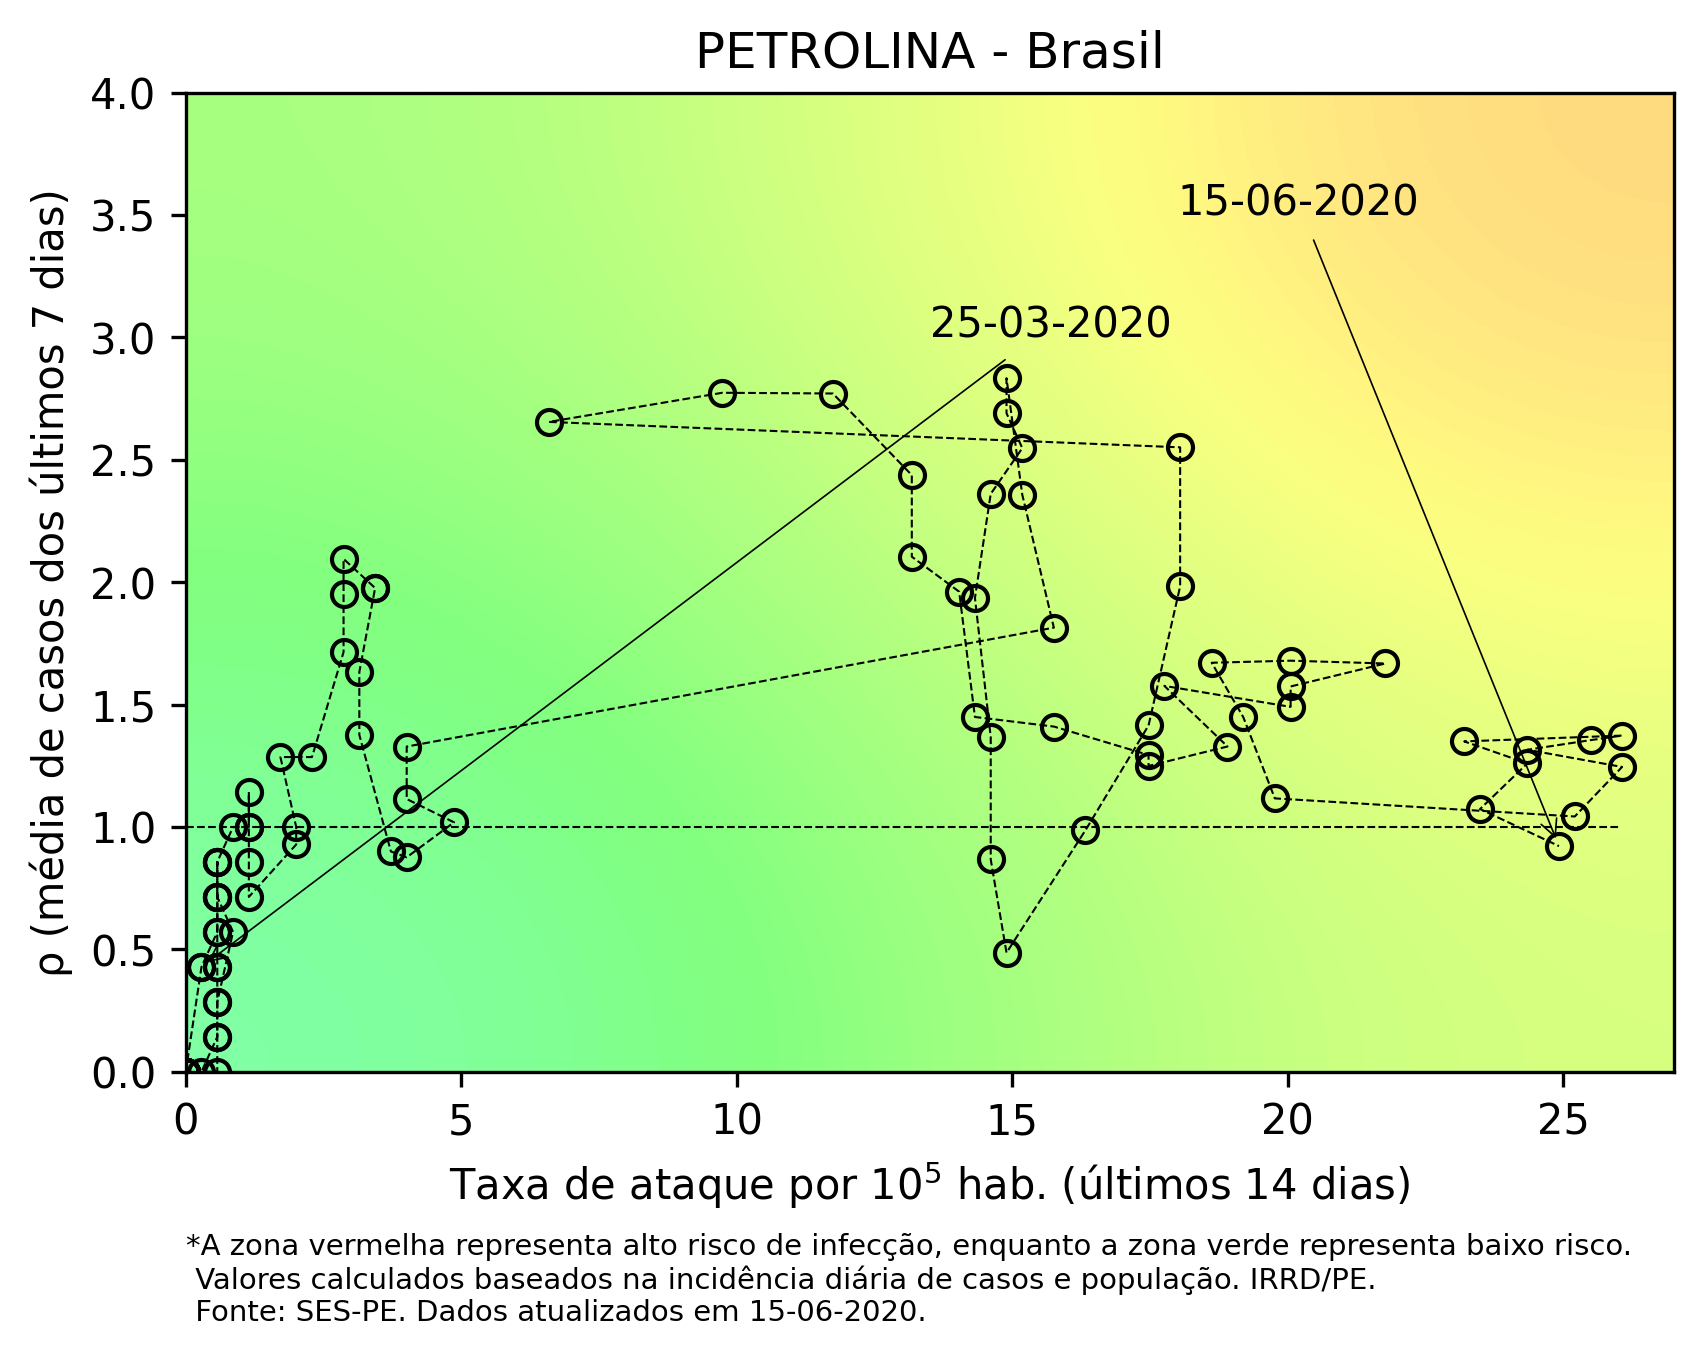 PETROLINA - Brasil
4.0
3.5
3.0
2.5
2.0
1.5
1.0
0.5
0.0
ρ (média de casos dos últimos 7 dias)
15-06-2020
25-03-2020
0 5 10 15 20 25
Taxa de ataque por 10⁵ hab. (últimos 14 dias)
*A zona vermelha representa alto risco de infecção, enquanto a zona verde representa baixo risco.
Valores calculados baseados na incidência diária de casos e população. IRRD/PE.
Fonte: SES-PE. Dados atualizados em 15-06-2020.